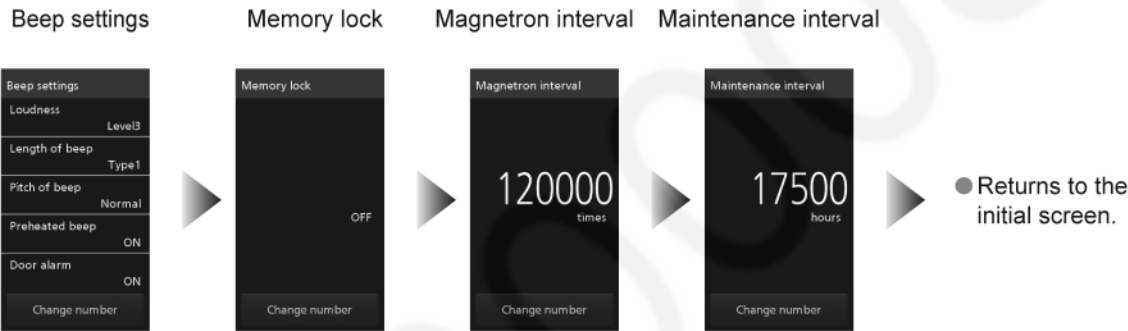 Beep settings
Memory lock
Magnetron interval
Maintenance interval
Beep settings
Loudness
Level3
Length of beep
Type1
Pitch of beep
Normal
Preheated beep
ON
Door alarm
ON
Change number
Memory lock
OFF
Change number
Magnetron interval
120000
times
Change number
Maintenance interval
17500
hours
Change number
● Returns to the
initial screen.